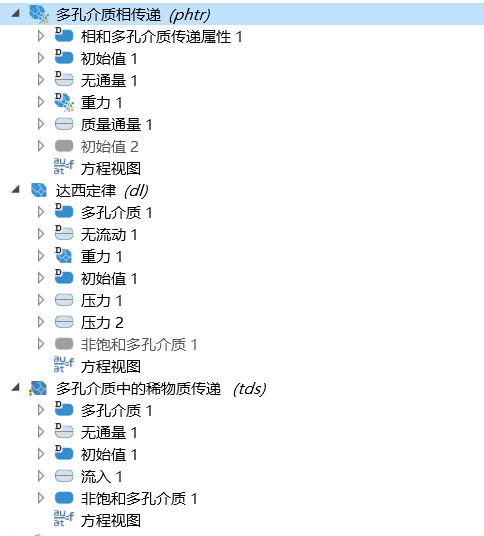 多孔介质相传递 (phtr)
D 相和多孔介质传递属性 1
D 初始值 1
D 无通量 1
D 重力 1
质量通量 1
初始值 2
au-f at 方程视图
达西定律 (dl)
D 多孔介质 1
D 无流动 1
D 重力 1
D 初始值 1
压力 1
压力 2
非饱和多孔介质 1
au-f at 方程视图
多孔介质中的稀物质传递 (tds)
D 多孔介质 1
D 无通量 1
D 初始值 1
流入 1
非饱和多孔介质 1
au-f at 方程视图